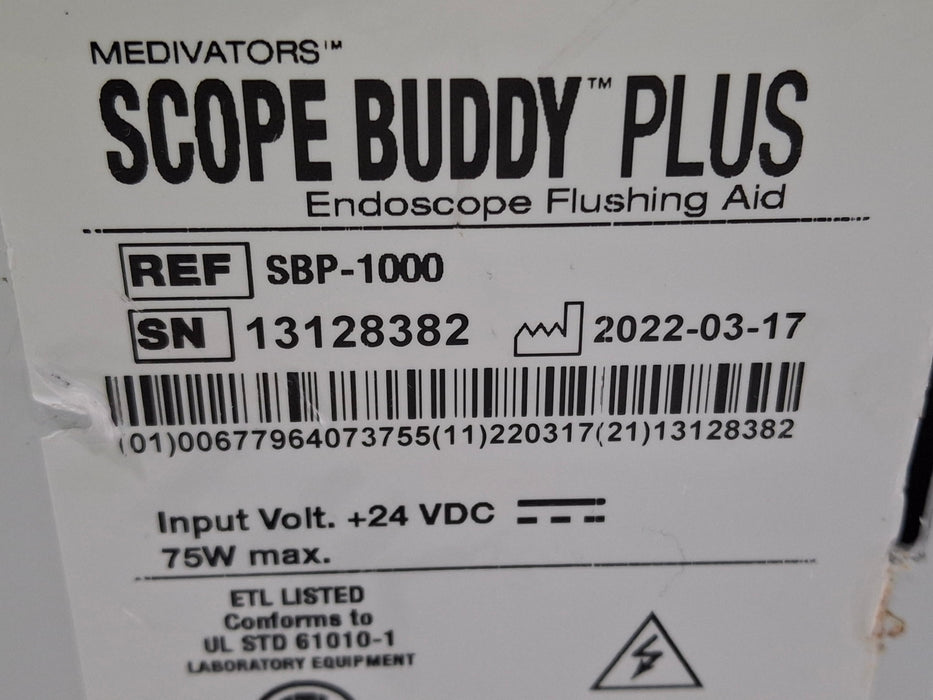 MEDIVATORS™
SCOPE BUDDY™ PLUS
Endoscope Flushing Aid
REF SBP-1000
SN 13128382 2022-03-17
(01)00677964073755(11)220317(21)13128382
Input Volt. +24 VDC
75W max.
ETL LISTED
Conforms to
UL STD 61010-1
LABORATORY EQUIPMENT